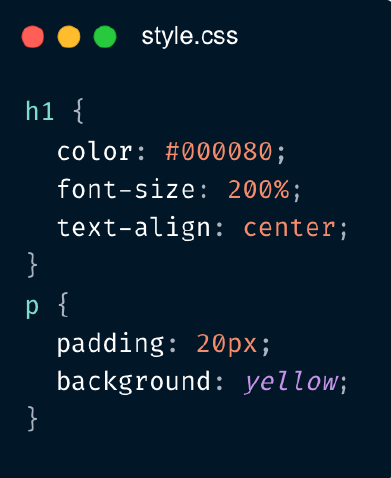 style.css
h1 {
  color: #000080;
  font-size: 200%;
  text-align: center;
}
p {
  padding: 20px;
  background: yellow;
}